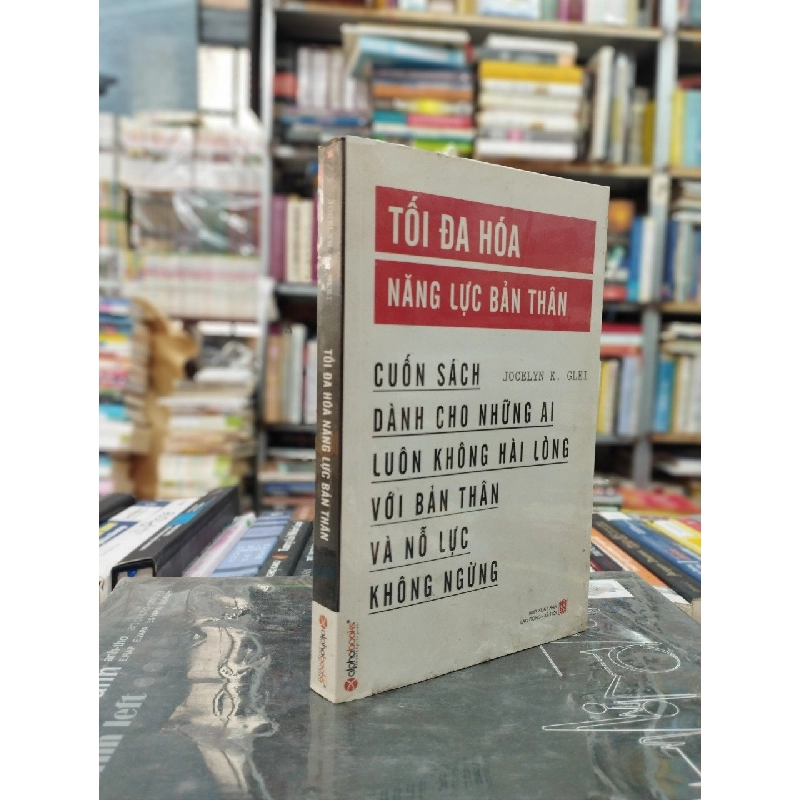 TỐI ĐA HÓA
NĂNG LỰC BẢN THÂN
CUỐN SÁCH
JOCELYN K. GLEI
DÀNH CHO NHỮNG AI
LUÔN KHÔNG HÀI LÒNG
VỚI BẢN THÂN
VÀ NỖ LỰC
KHÔNG NGỪNG
alphabooks
TỐI ĐA HÓA NĂNG LỰC BẢN THÂN
alphabooks